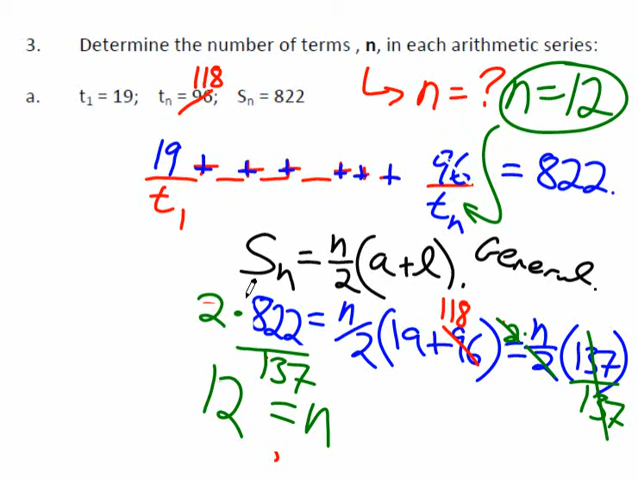 3. Determine the number of terms , n, in each arithmetic series:
118
a. t1 = 19; tn = 96; Sn = 822 ↳ n = ? n = 12
19 + _ + _ + _ + + + 96 = 822.
t1 tn
Sn = n/2 (a+l). General.
118
2 · 822 = n/2 (19+96) = 2 · n/2 (137)
137 137
12 = n